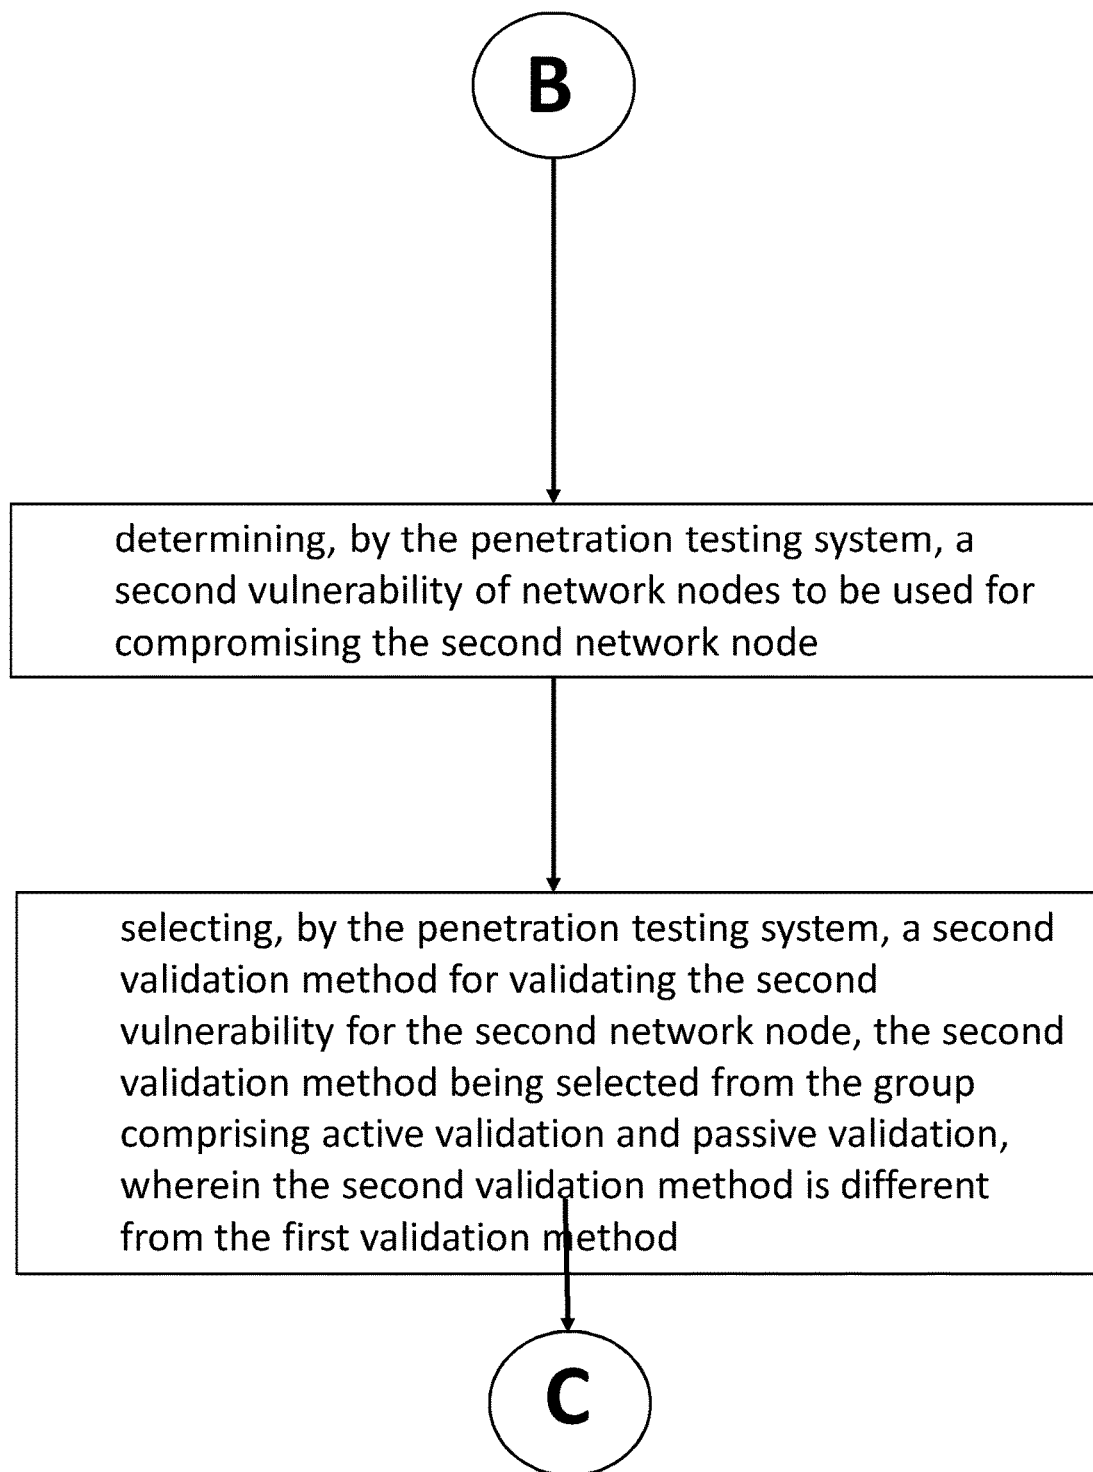 B
determining, by the penetration testing system, a
second vulnerability of network nodes to be used for
compromising the second network node
selecting, by the penetration testing system, a second
validation method for validating the second
vulnerability for the second network node, the second
validation method being selected from the group
comprising active validation and passive validation,
wherein the second validation method is different
from the first validation method
C